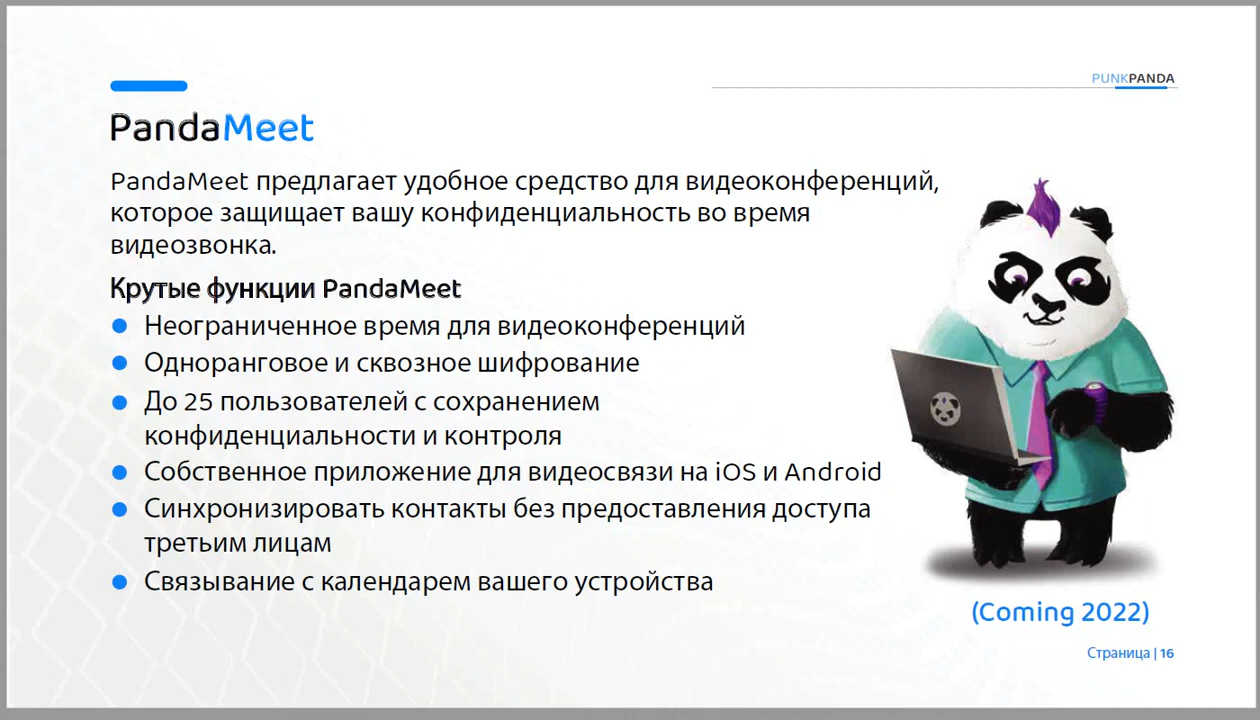 PUNKPANDA
PandaMeet
PandaMeet предлагает удобное средство для видеоконференций,
которое защищает вашу конфиденциальность во время
видеозвонка.
Крутые функции PandaMeet
Неограниченное время для видеоконференций
Одноранговое и сквозное шифрование
До 25 пользователей с сохранением
конфиденциальности и контроля
Собственное приложение для видеосвязи на iOS и Android
Синхронизировать контакты без предоставления доступа
третьим лицам
Связывание с календарем вашего устройства
(Coming 2022)
Страница | 16